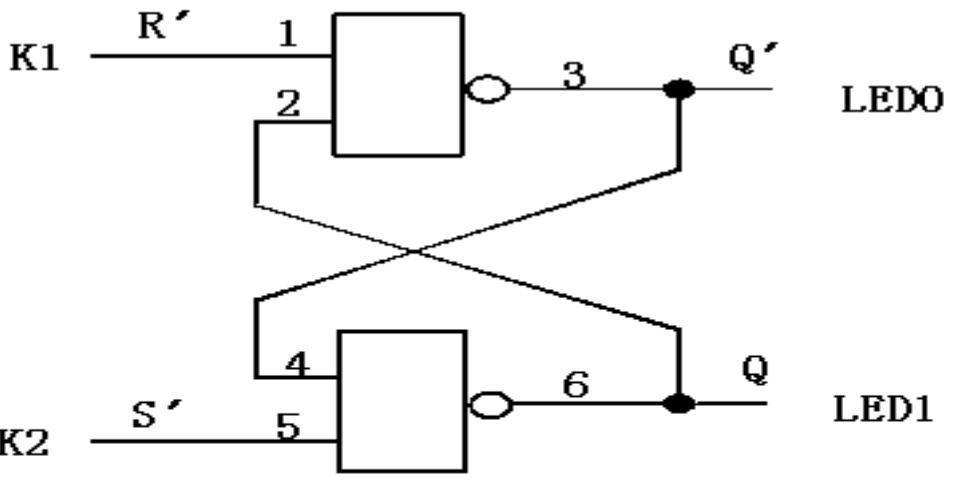 K1 R′ 1
2
3 Q′ LED0
4
K2 S′ 5
6 Q LED1